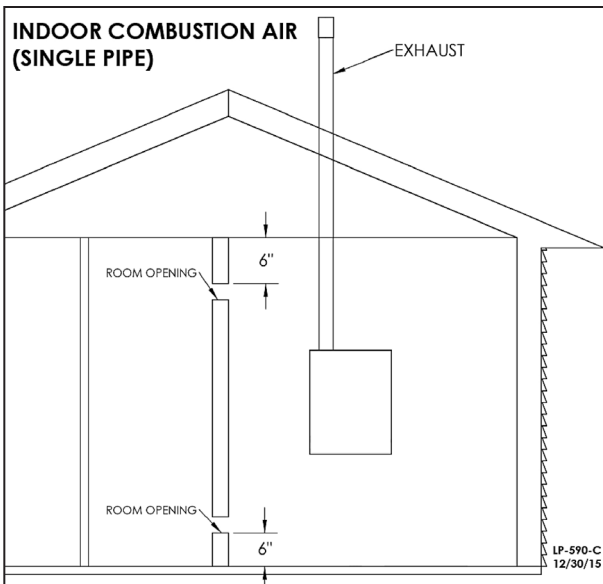 INDOOR COMBUSTION AIR
(SINGLE PIPE)
EXHAUST
6"
ROOM OPENING
ROOM OPENING
6"
LP-590-C
12/30/15